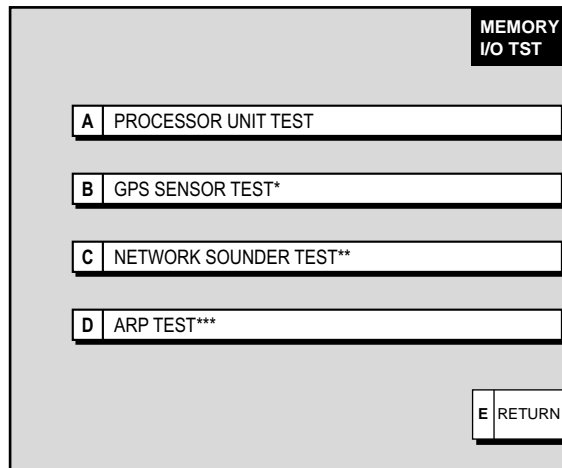 MEMORY
I/O TST
A PROCESSOR UNIT TEST
B GPS SENSOR TEST*
C NETWORK SOUNDER TEST**
D ARP TEST***
E RETURN